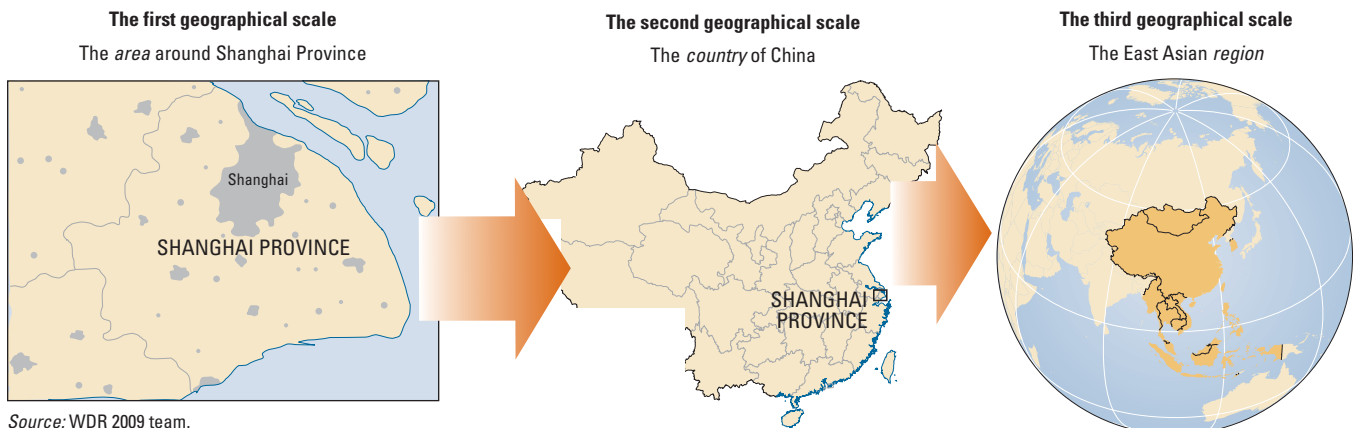 The first geographical scale
The area around Shanghai Province
Shanghai
SHANGHAI PROVINCE
The second geographical scale
The country of China
SHANGHAI
PROVINCE
The third geographical scale
The East Asian region
Source: WDR 2009 team.